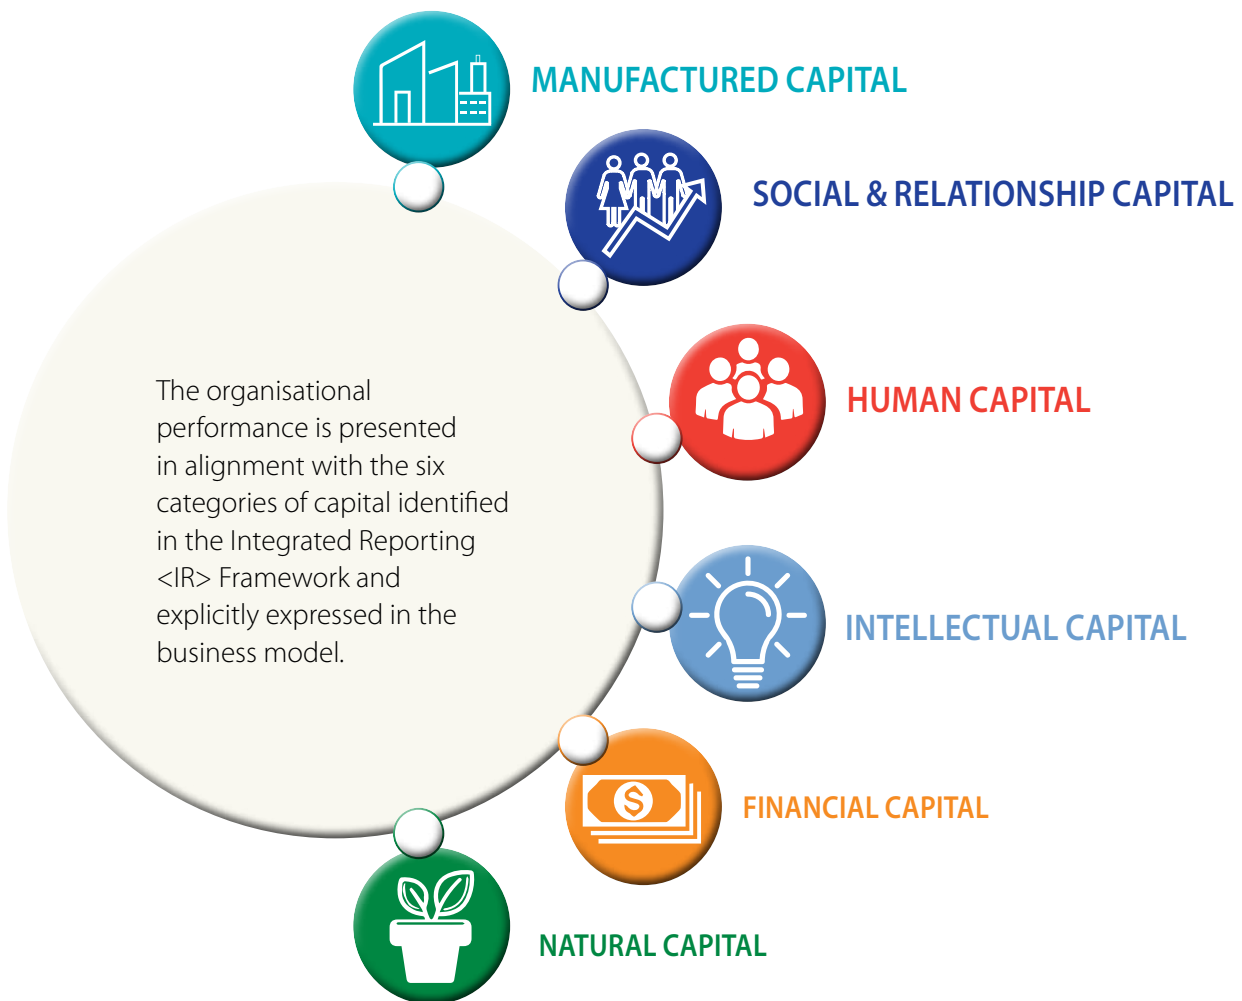 MANUFACTURED CAPITAL
SOCIAL & RELATIONSHIP CAPITAL
HUMAN CAPITAL
The organisational
performance is presented
in alignment with the six
categories of capital identified
in the Integrated Reporting
<IR> Framework and
explicitly expressed in the
business model.
INTELLECTUAL CAPITAL
$
FINANCIAL CAPITAL
NATURAL CAPITAL